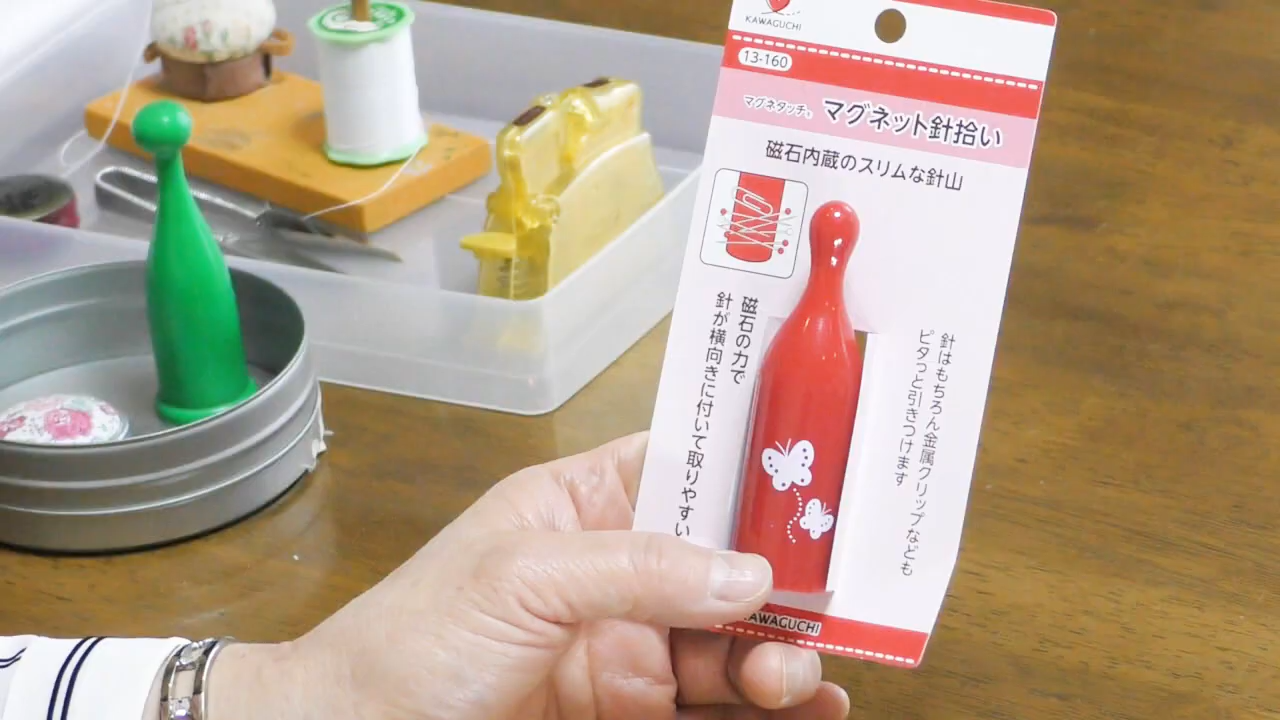 KAWAGUCHI
13-160
マグネタッチ®
マグネット針拾い
磁石内蔵のスリムな針山
磁石の力で
針が横向きに付いて取りやすい
針はもちろん金属クリップなども
ピタっと引きつけます
KAWAGUCHI